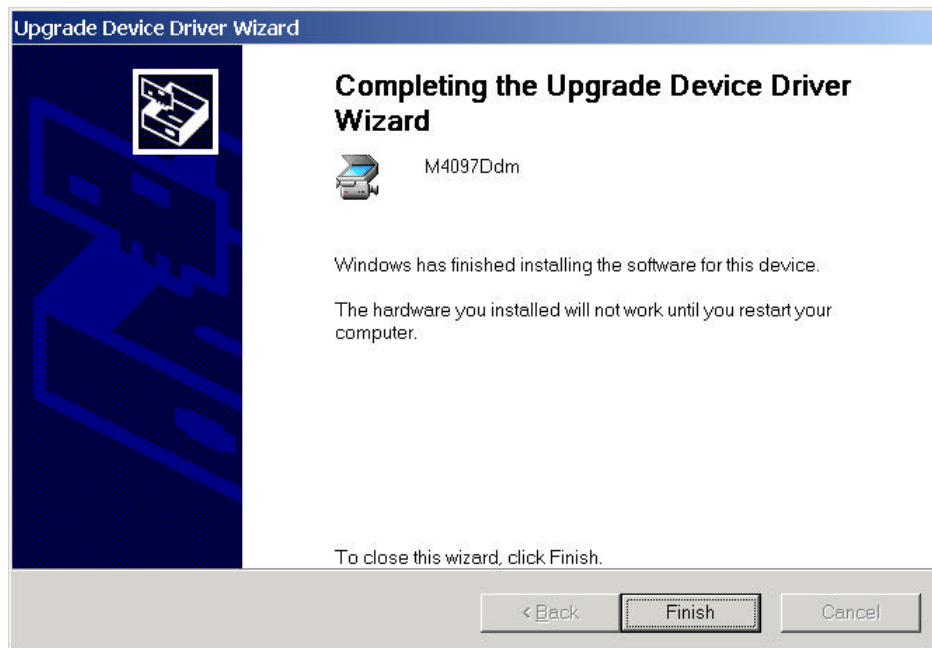 Upgrade Device Driver Wizard
Completing the Upgrade Device Driver
Wizard
M4097Ddm
Windows has finished installing the software for this device.
The hardware you installed will not work until you restart your
computer.
To close this wizard, click Finish.
< Back
Finish
Cancel